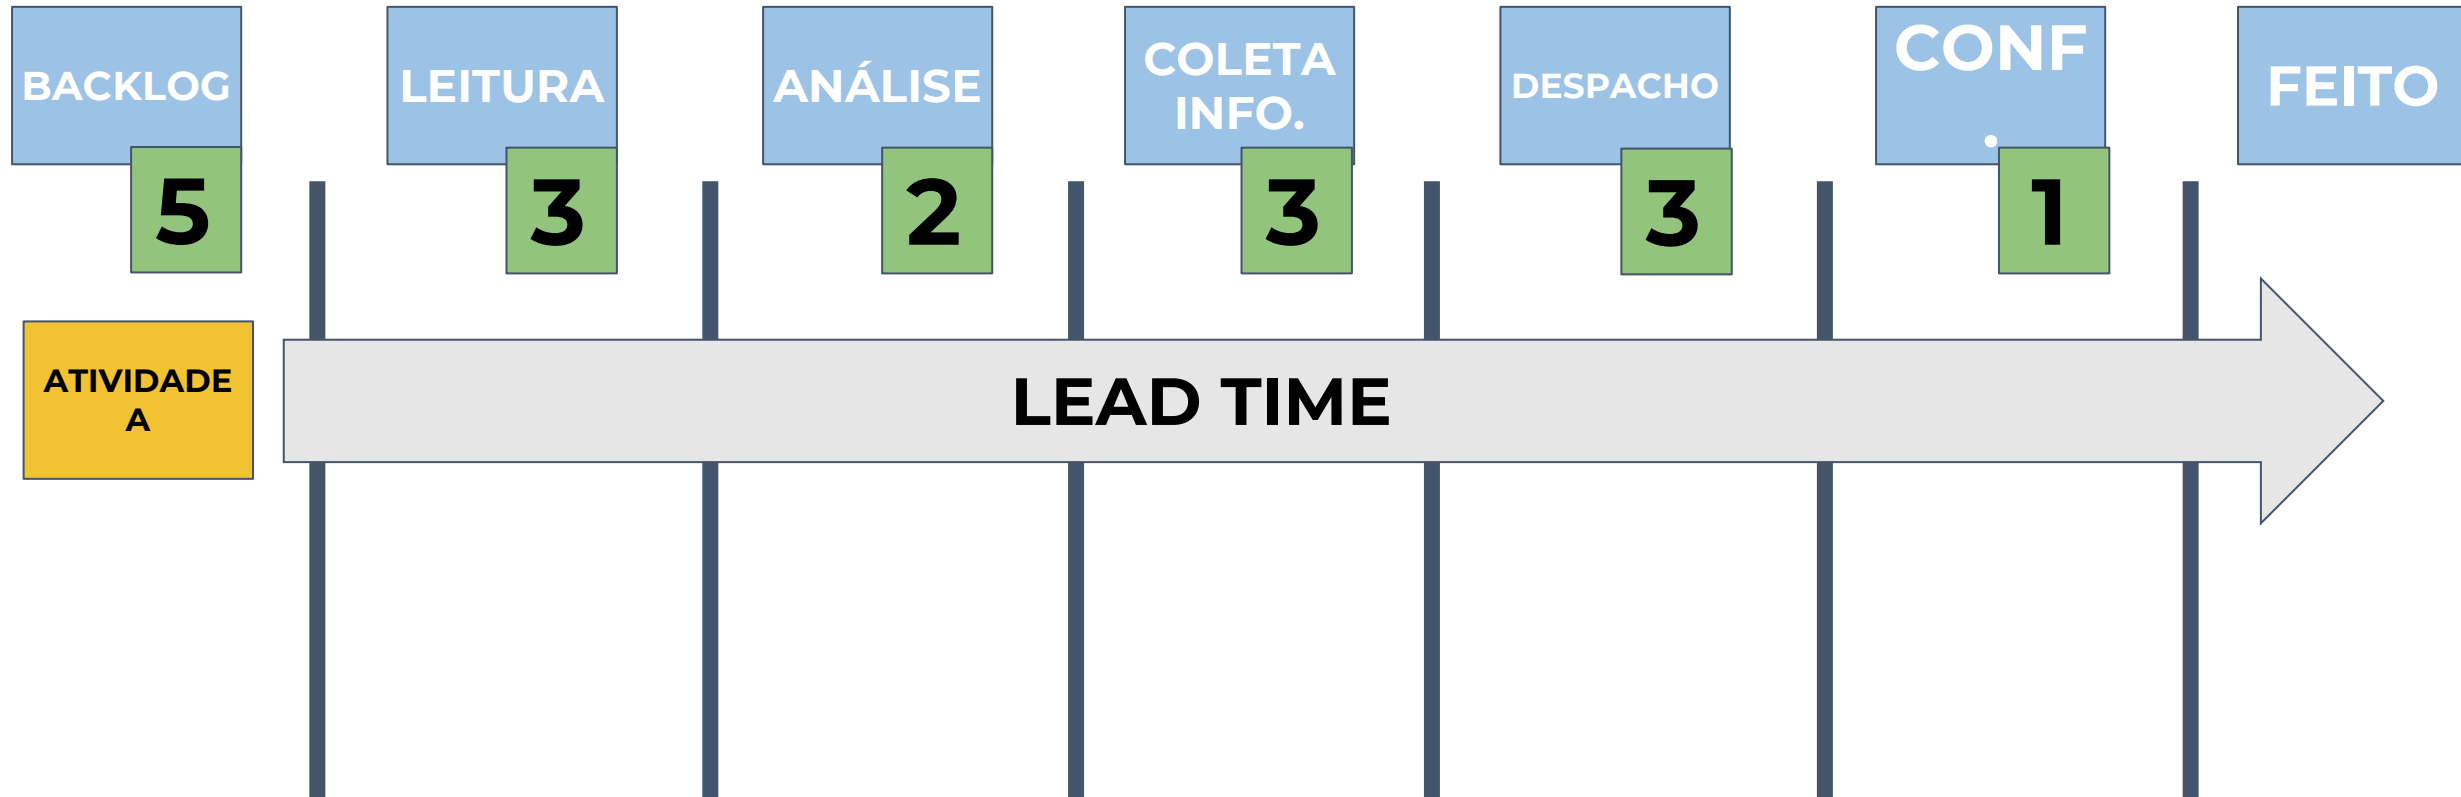 BACKLOG
LEITURA
ANÁLISE
COLETA
INFO.
DESPACHO
CONF
.
FEITO
5
3
2
3
3
1
ATIVIDADE
A
LEAD TIME